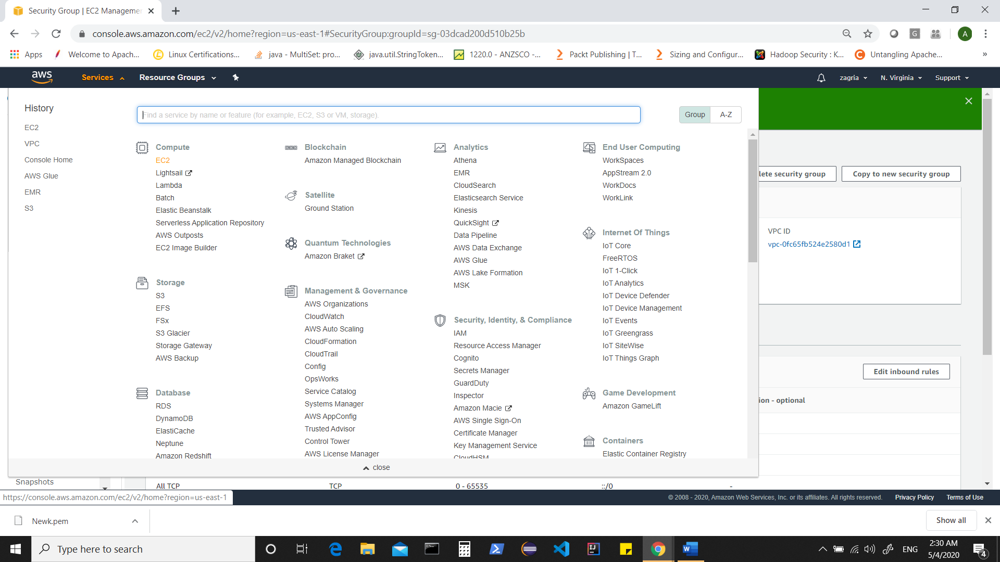 Security Group | EC2 Managemen
console.aws.amazon.com/ec2/v2/home?region=us-east-1#SecurityGroup:groupId=sg-03dcad200d510b25b
G
A
Apps
Welcome to Apach...
Linux Certifications...
java - MultiSet: pro...
java.util.StringToken...
1220.0 - ANZSCO -...
Packt Publishing | T...
Sizing and Configur...
Hadoop Security : K...
Untangling Apache...
»
aws
Services
Resource Groups
zagria
N. Virginia
Support
History
EC2
VPC
Console Home
AWS Glue
EMR
S3
Find a service by name or feature (for example, EC2, S3 or VM, storage).
Group
A-Z
Compute
EC2
Lightsail
Lambda
Batch
Elastic Beanstalk
Serverless Application Repository
AWS Outposts
EC2 Image Builder
Storage
S3
EFS
FSx
S3 Glacier
Storage Gateway
AWS Backup
Database
RDS
DynamoDB
ElastiCache
Neptune
Amazon Redshift
Blockchain
Amazon Managed Blockchain
Satellite
Ground Station
Quantum Technologies
Amazon Braket
Management & Governance
AWS Organizations
CloudWatch
AWS Auto Scaling
CloudFormation
CloudTrail
Config
OpsWorks
Service Catalog
Systems Manager
AWS AppConfig
Trusted Advisor
Control Tower
AWS License Manager
Analytics
Athena
EMR
CloudSearch
Elasticsearch Service
Kinesis
QuickSight
Data Pipeline
AWS Data Exchange
AWS Glue
AWS Lake Formation
MSK
Security, Identity, & Compliance
IAM
Resource Access Manager
Cognito
Secrets Manager
GuardDuty
Inspector
Amazon Macie
AWS Single Sign-On
Certificate Manager
Key Management Service
CloudHSM
End User Computing
WorkSpaces
AppStream 2.0
WorkDocs
WorkLink
Internet Of Things
IoT Core
FreeRTOS
IoT 1-Click
IoT Analytics
IoT Device Defender
IoT Device Management
IoT Events
IoT Greengrass
IoT SiteWise
IoT Things Graph
Game Development
Amazon GameLift
Containers
Elastic Container Registry
close
lete security group
Copy to new security group
VPC ID
vpc-0fc65fb524e2580d1
Edit inbound rules
ion - optional
Snapshots
All TCP
TCP
0 - 65535
::/0
-
https://console.aws.amazon.com/ec2/v2/home?region=us-east-1
© 2008 - 2020, Amazon Web Services, Inc. or its affiliates. All rights reserved.
Privacy Policy
Terms of Use
Newk.pem
Show all
Type here to search
ENG
2:30 AM
5/4/2020
4